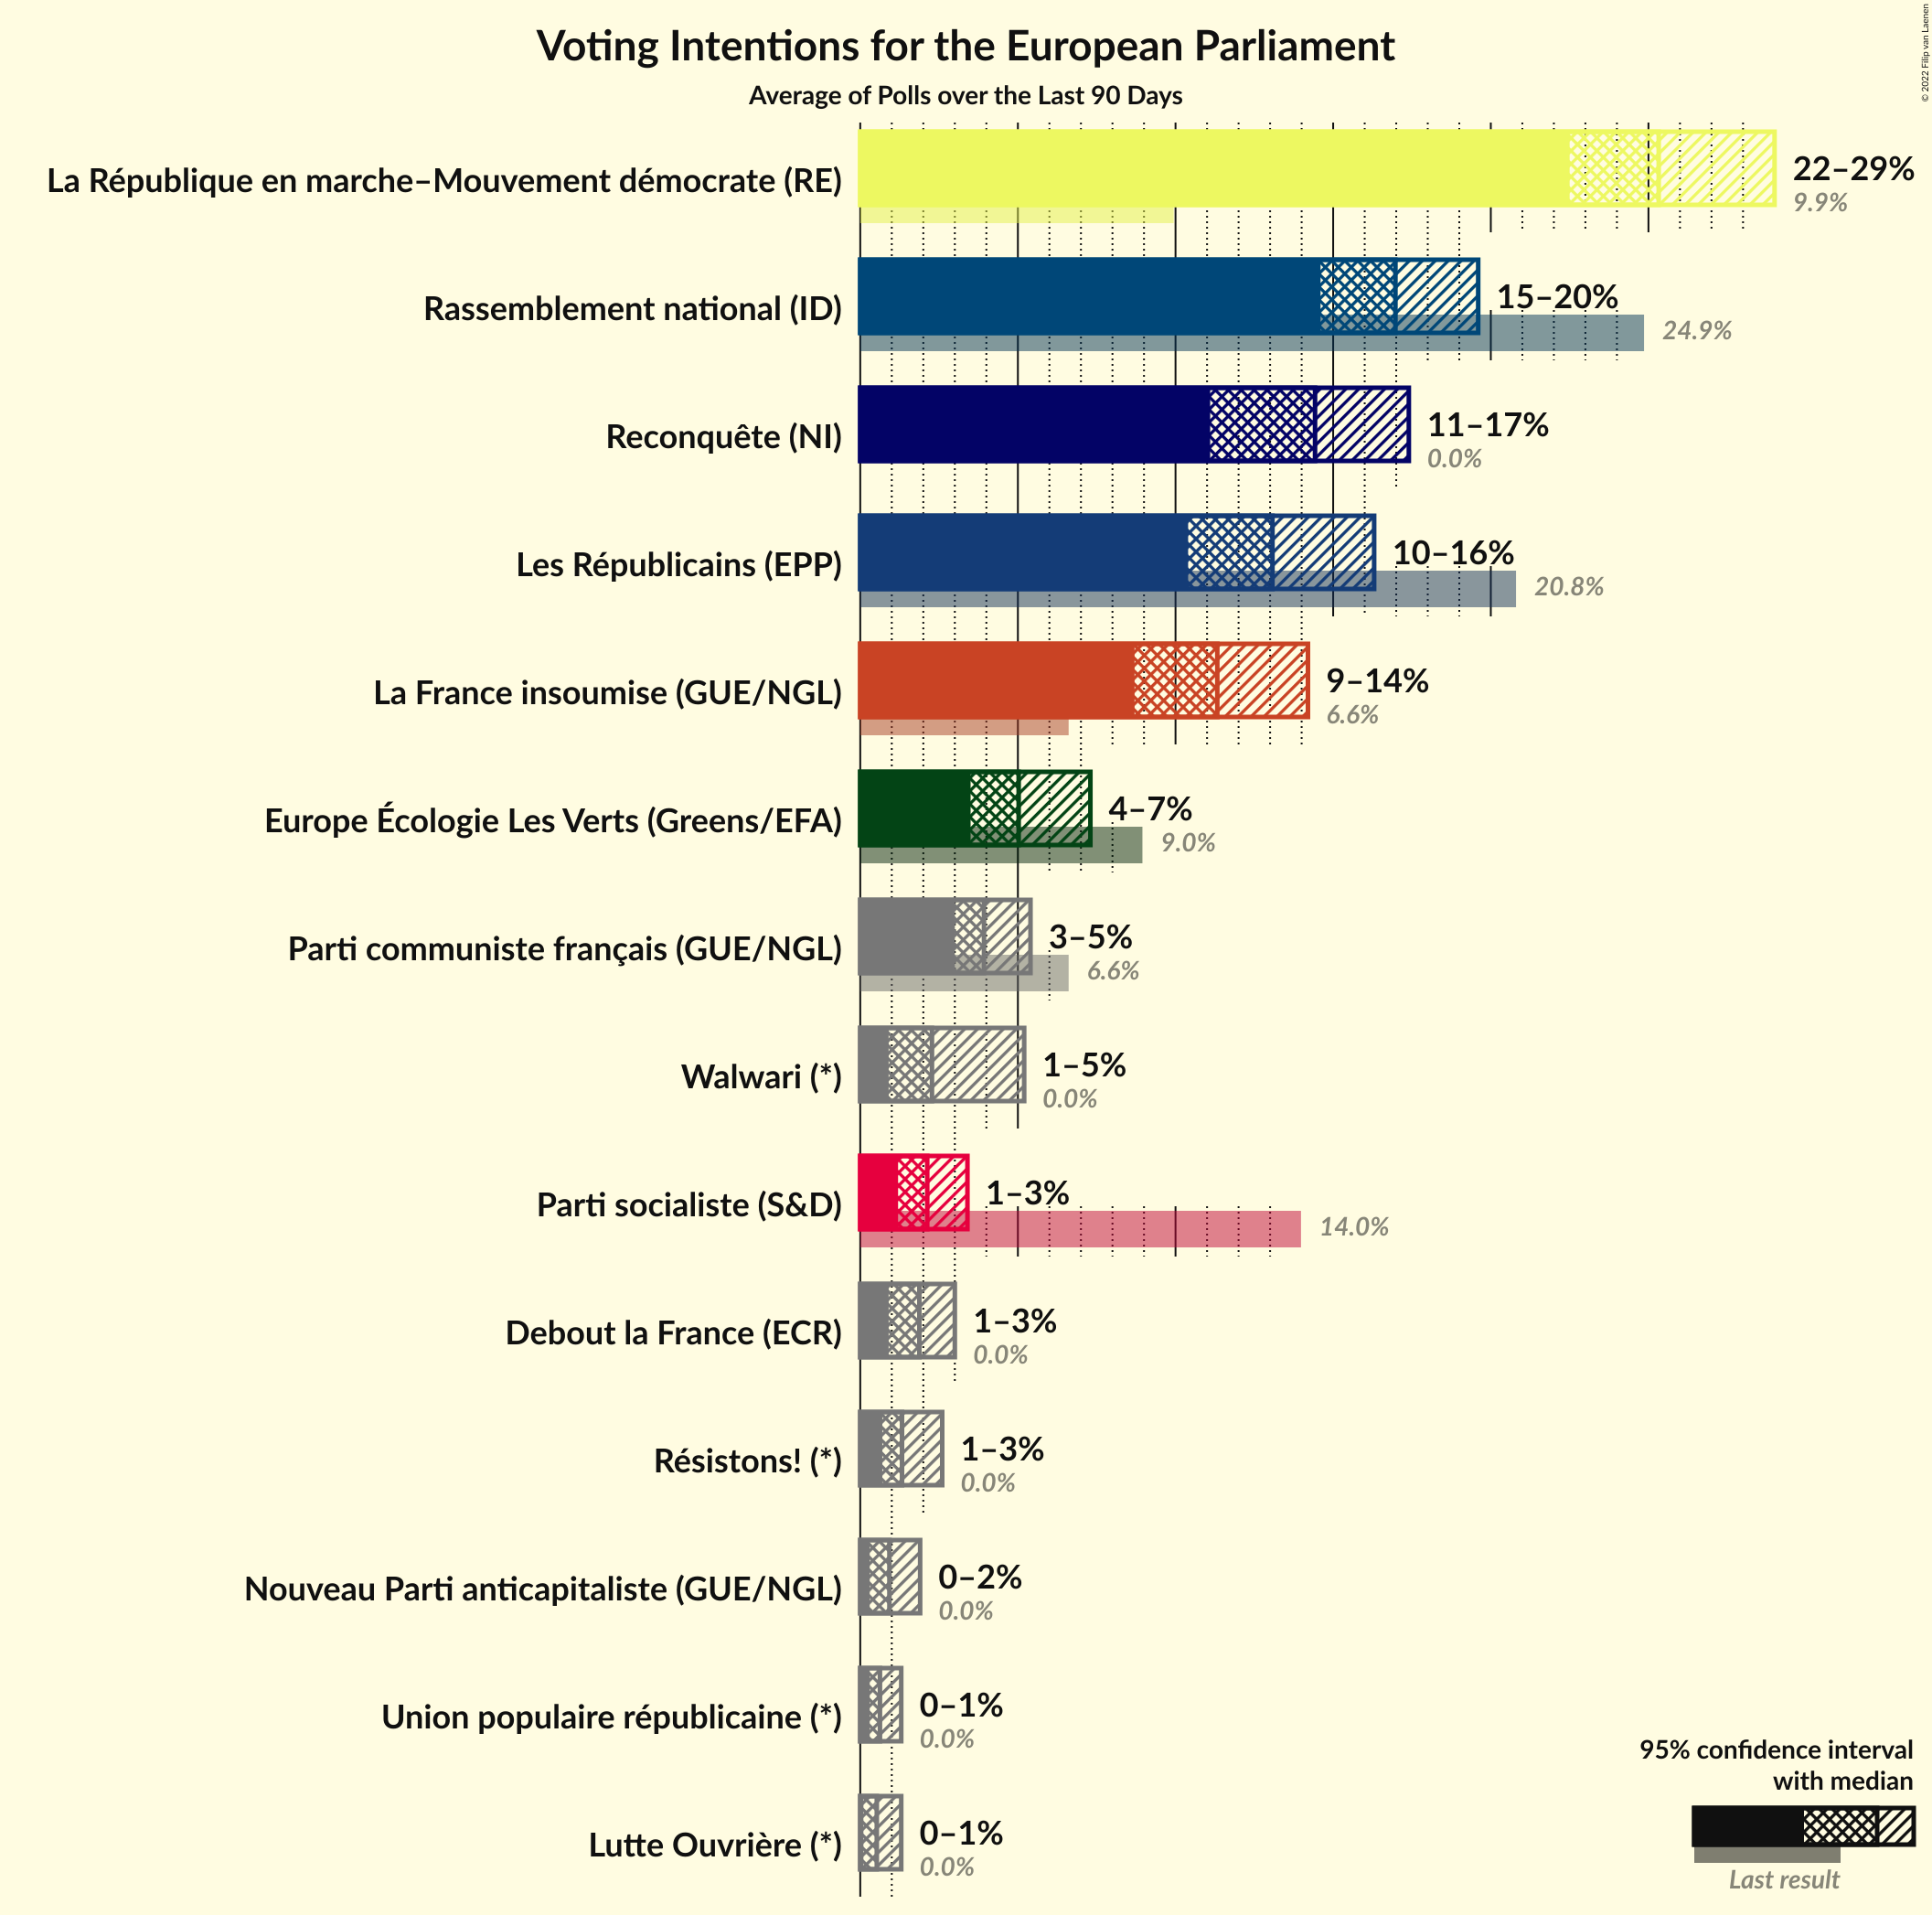 © 2022 Filip van Laenen
Voting Intentions for the European Parliament
Average of Polls over the Last 90 Days
La République en marche–Mouvement démocrate (RE)
22–29%
9.9%
Rassemblement national (ID)
15–20%
24.9%
Reconquête (NI)
11–17%
0.0%
Les Républicains (EPP)
10–16%
20.8%
La France insoumise (GUE/NGL)
9–14%
6.6%
Europe Écologie Les Verts (Greens/EFA)
4–7%
9.0%
Parti communiste français (GUE/NGL)
3–5%
6.6%
Walwari (*)
1–5%
0.0%
Parti socialiste (S&D)
1–3%
14.0%
Debout la France (ECR)
1–3%
0.0%
Résistons! (*)
1–3%
0.0%
Nouveau Parti anticapitaliste (GUE/NGL)
0–2%
0.0%
Union populaire républicaine (*)
0–1%
0.0%
Lutte Ouvrière (*)
0–1%
0.0%
95% confidence interval
with median
Last result